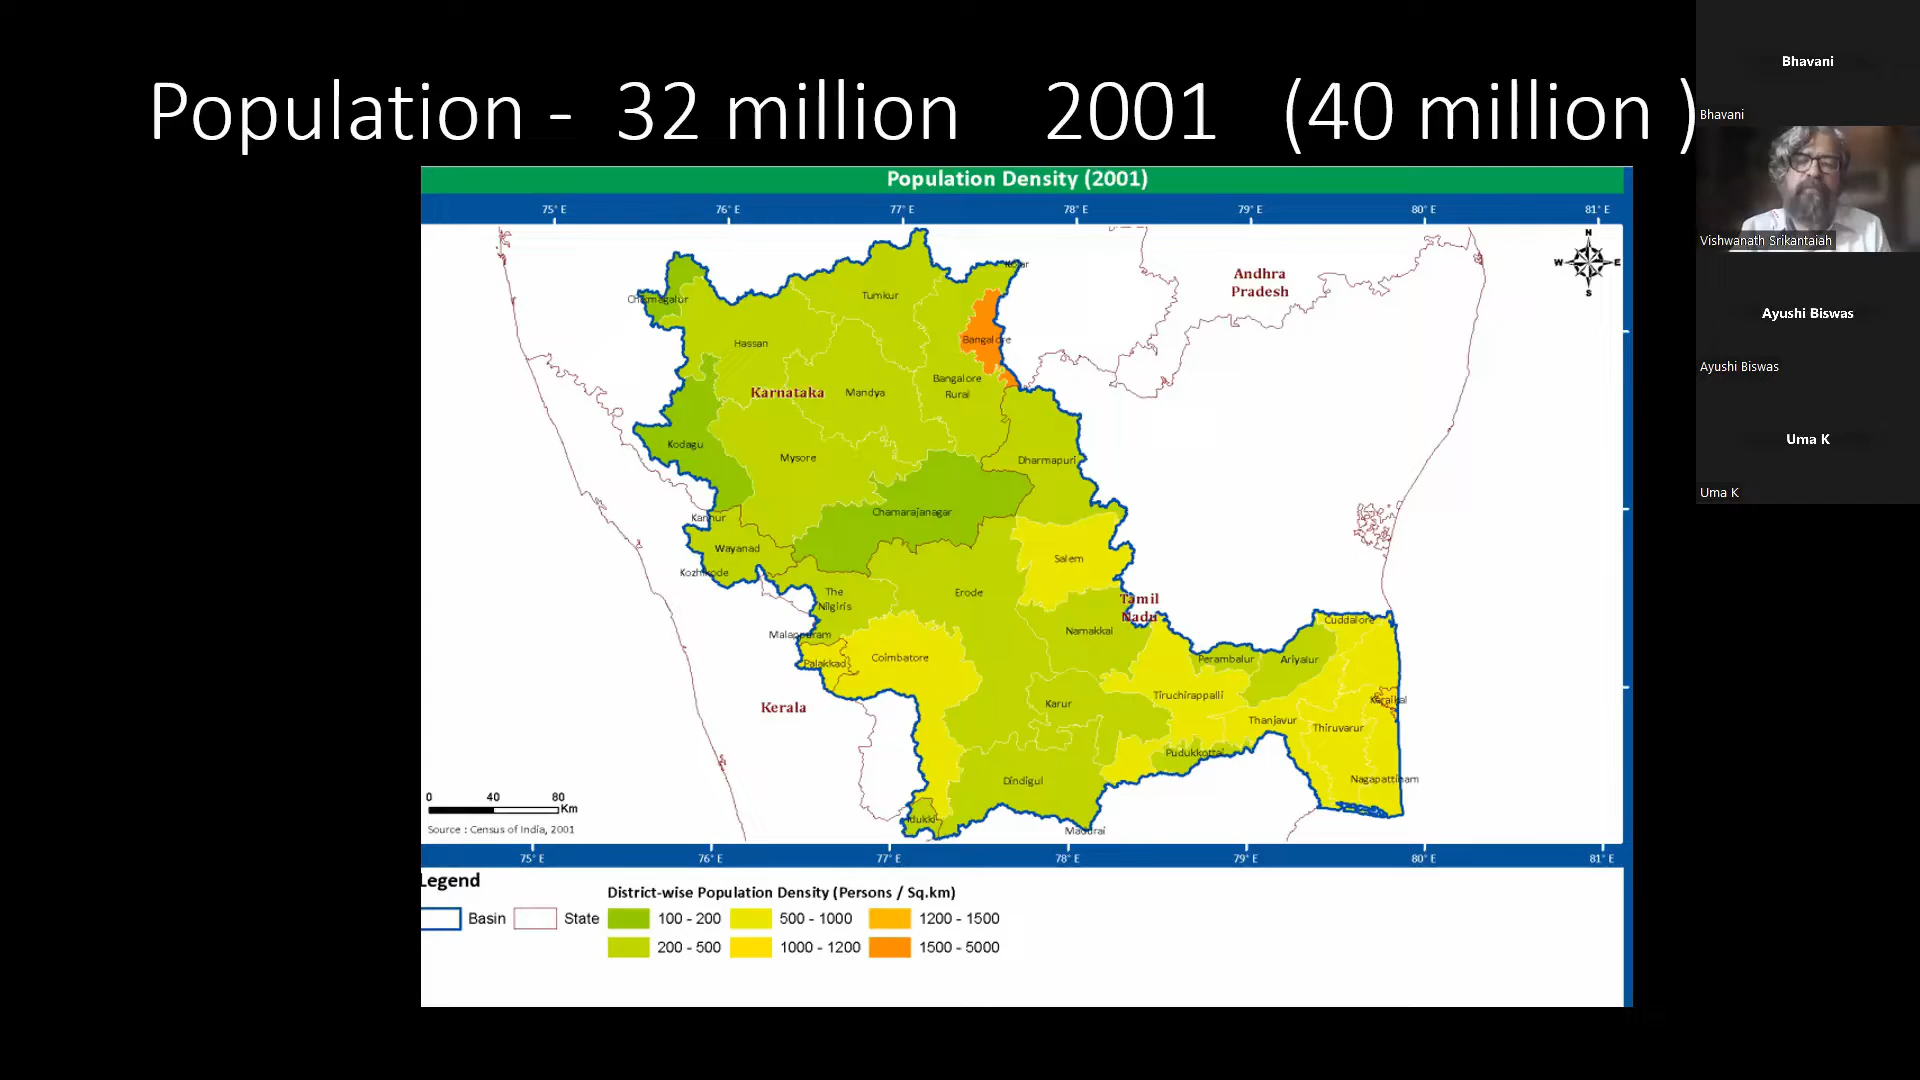 Population - 32 million 2001 (40 million )
Population Density (2001)
75° E 76° E 77° E 78° E 79° E 80° E 81° E
N
W E
S
Kolar
Andhra
Pradesh
Tumkur
Hassan
Bangalore
Karnataka
Mandya
Bangalore
Rural
Kodagu
Mysore
Dharmapuri
Chamarajanagar
Kannur
Wayanad
Kozhikode
Salem
The
Nilgiris
Erode
Tamil
Nadu
Malappuram
Namakkal
Cuddalore
Palakkad
Coimbatore
Perambalur
Ariyalur
Kerala
Karur
Tiruchirappalli
Karaikal
Thanjavur
Thiruvarur
Pudukkottai
Dindigul
Nagapattinam
Idukki
Madurai
0 40 80
Km
Source : Census of India, 2001
75° E 76° E 77° E 78° E 79° E 80° E 81° E
Legend
Basin State
District-wise Population Density (Persons / Sq.km)
100 - 200 500 - 1000 1200 - 1500
200 - 500 1000 - 1200 1500 - 5000
Bhavani
Bhavani
Vishwanath Srikantaiah
Ayushi Biswas
Ayushi Biswas
Uma K
Uma K